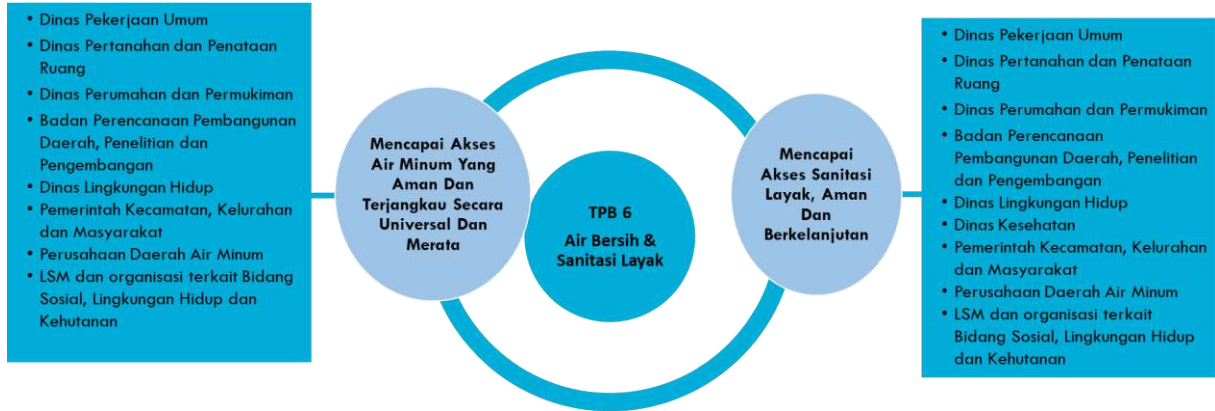 • Dinas Pekerjaan Umum
• Dinas Pertanahan dan Penataan
Ruang
• Dinas Perumahan dan Permukiman
• Badan Perencanaan Pembangunan
Daerah, Penelitian dan
Pengembangan
• Dinas Lingkungan Hidup
• Pemerintah Kecamatan, Kelurahan
dan Masyarakat
• Perusahaan Daerah Air Minum
• LSM dan organisasi terkait Bidang
Sosial, Lingkungan Hidup dan
Kehutanan
Mencapai Akses
Air Minum Yang
Aman Dan
Terjangkau Secara
Universal Dan
Merata
TPB 6
Air Bersih &
Sanitasi Layak
Mencapai
Akses Sanitasi
Layak, Aman
Dan
Berkelanjutan
• Dinas Pekerjaan Umum
• Dinas Pertanahan dan Penataan
Ruang
• Dinas Perumahan dan Permukiman
• Badan Perencanaan
Pembangunan Daerah, Penelitian
dan Pengembangan
• Dinas Lingkungan Hidup
• Dinas Kesehatan
• Pemerintah Kecamatan, Kelurahan
dan Masyarakat
• Perusahaan Daerah Air Minum
• LSM dan organisasi terkait
Bidang Sosial, Lingkungan Hidup
dan Kehutanan